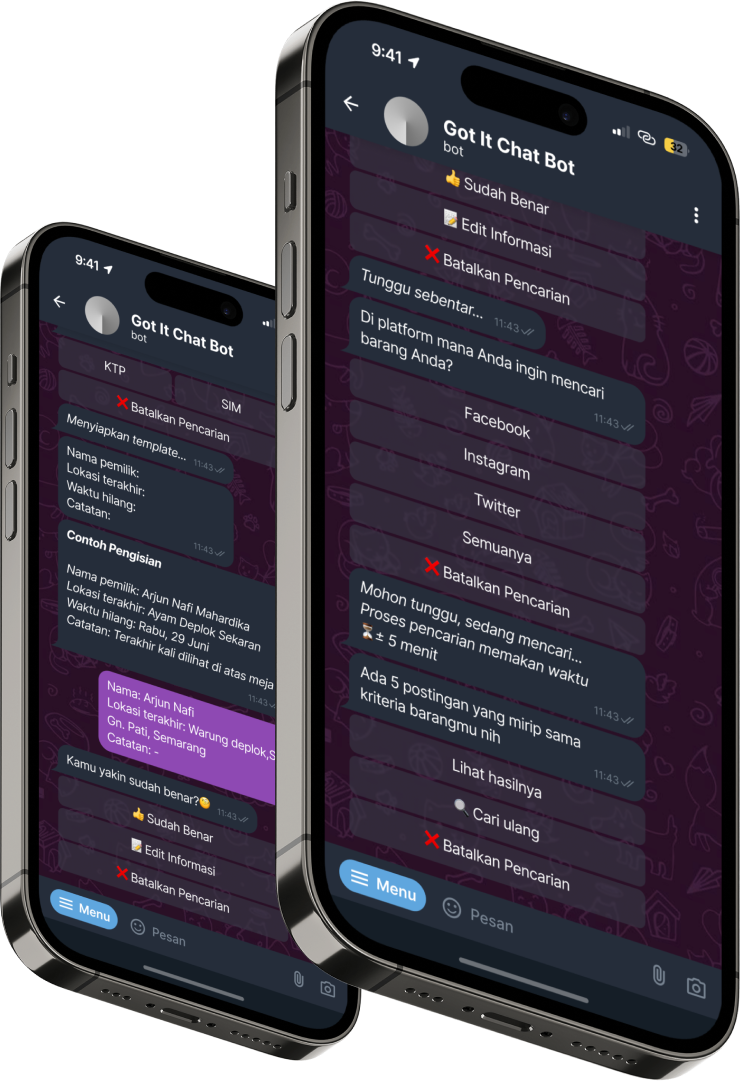 9:41
Got It Chat Bot
bot
KTP
SIM
❌ Batalkan Pencarian
Menyiapkan template...
11:43
Nama pemilik:
Lokasi terakhir:
Waktu hilang:
Catatan:
11:43
Contoh Pengisian
Nama pemilik: Arjun Nafi Mahardika
Lokasi terakhir: Ayam Deplok Sekaran
Waktu hilang: Rabu, 29 Juni
Catatan: Terakhir kali dilihat di atas meja
11:43
Nama: Arjun Nafi
Lokasi terakhir: Warung deplok,S
Gn. Pati, Semarang
Catatan: -
Kamu yakin sudah benar?🤔
11:43
👍 Sudah Benar
📝 Edit Informasi
❌ Batalkan Pencarian
Menu
Pesan
9:41
32
Got It Chat Bot
bot
👍 Sudah Benar
📝 Edit Informasi
❌ Batalkan Pencarian
Tunggu sebentar...
11:43
Di platform mana Anda ingin mencari
barang Anda?
11:43
Facebook
Instagram
Twitter
Semuanya
❌ Batalkan Pencarian
Mohon tunggu, sedang mencari...
Proses pencarian memakan waktu
⏳± 5 menit
11:43
Ada 5 postingan yang mirip sama
kriteria barangmu nih
11:43
Lihat hasilnya
🔍 Cari ulang
❌ Batalkan Pencarian
Menu
Pesan